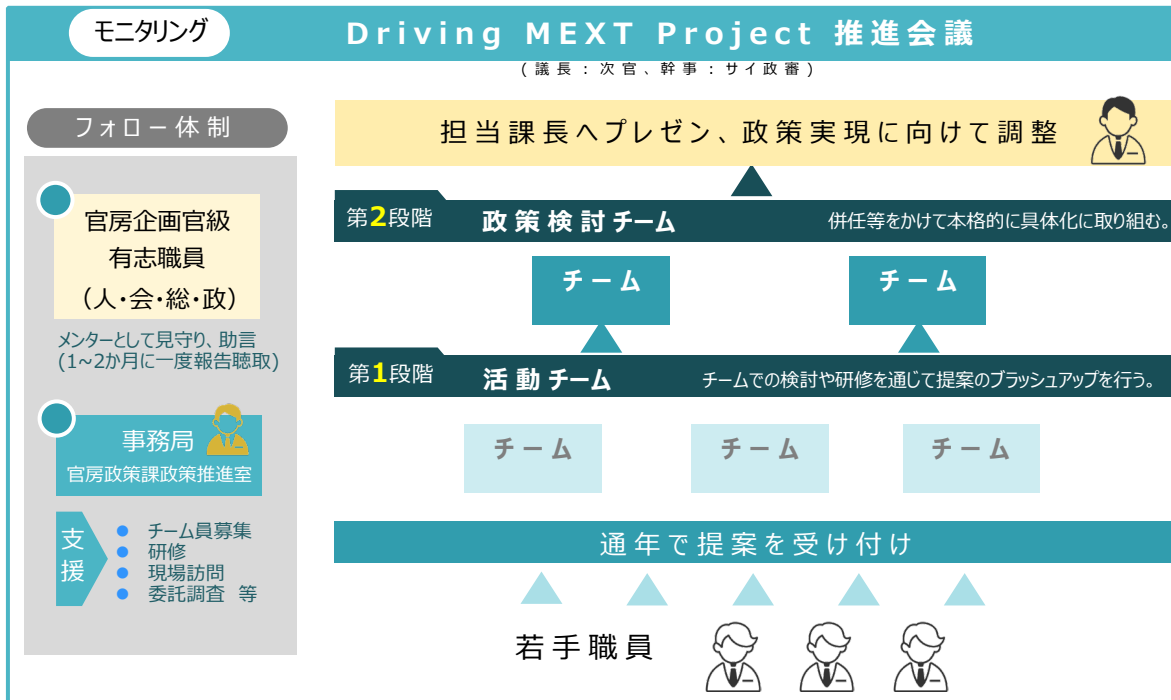 モニタリング
Driving MEXT Project 推進会議
(議長：次官、幹事：サイ政審)
フォロー体制
官房企画官級
有志職員
（人・会・総・政）
メンターとして見守り、助言
(1~2か月に一度報告聴取)
事務局
官房政策課政策推進室
支援
● チーム員募集
● 研修
● 現場訪問
● 委託調査 等
担当課長へプレゼン、政策実現に向けて調整
第2段階 政策検討チーム 併任等をかけて本格的に具体化に取り組む。
チーム チーム
第1段階 活動チーム チームでの検討や研修を通じて提案のブラッシュアップを行う。
チーム チーム チーム
通年で提案を受け付け
若手職員